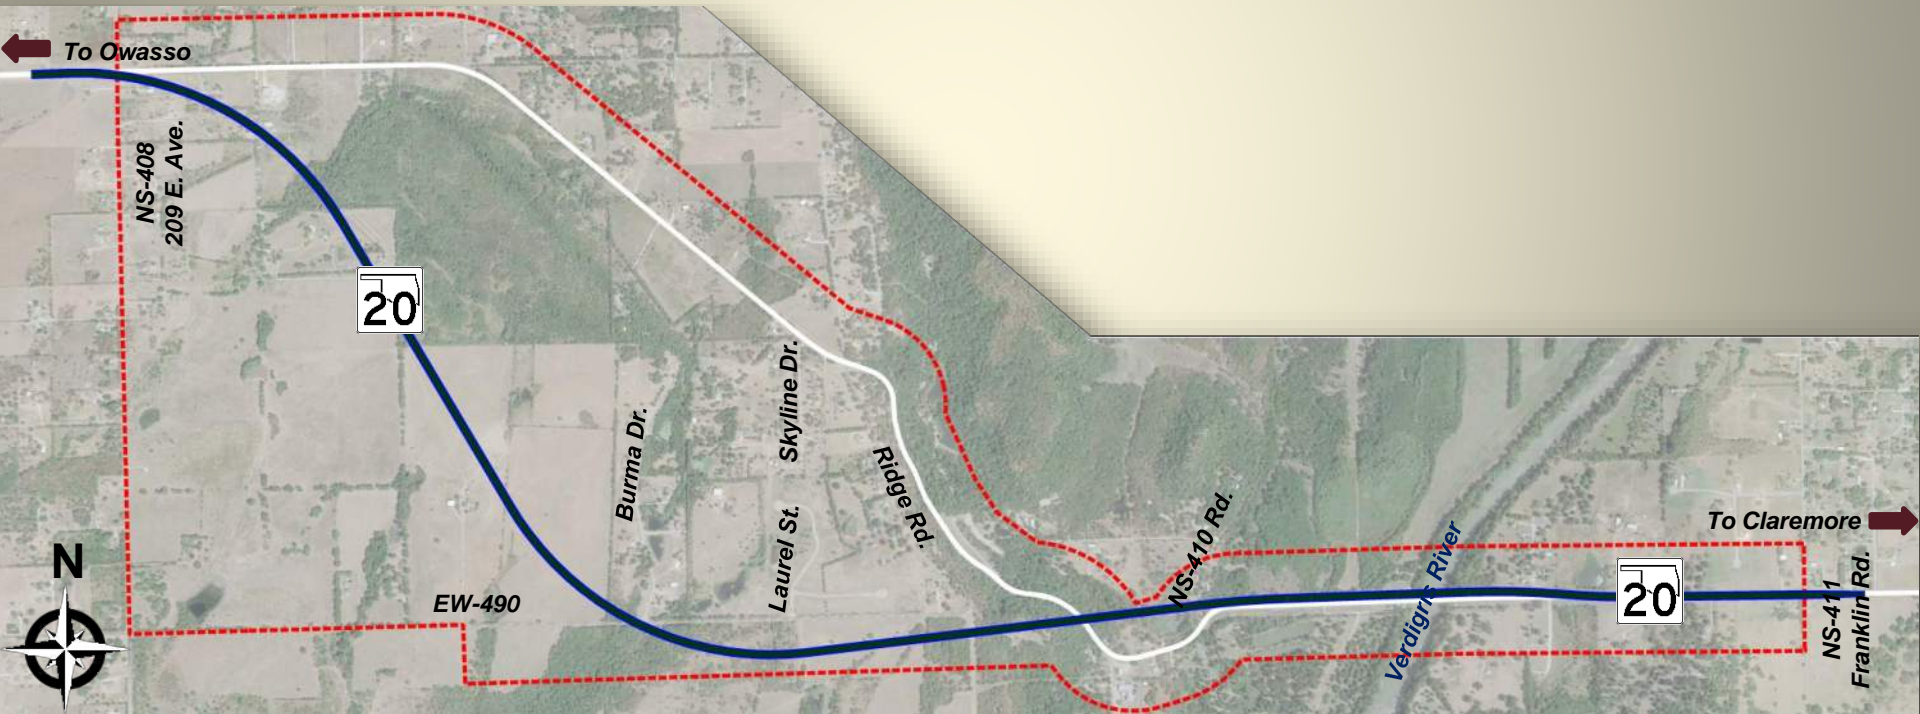 To Owasso
NS-408
209 E. Ave.
20
Skyline Dr.
Burma Dr.
Ridge Rd.
Laurel St.
NS-410 Rd.
To Claremore
Verdigris River
N
EW-490
20
NS-411
Franklin Rd.